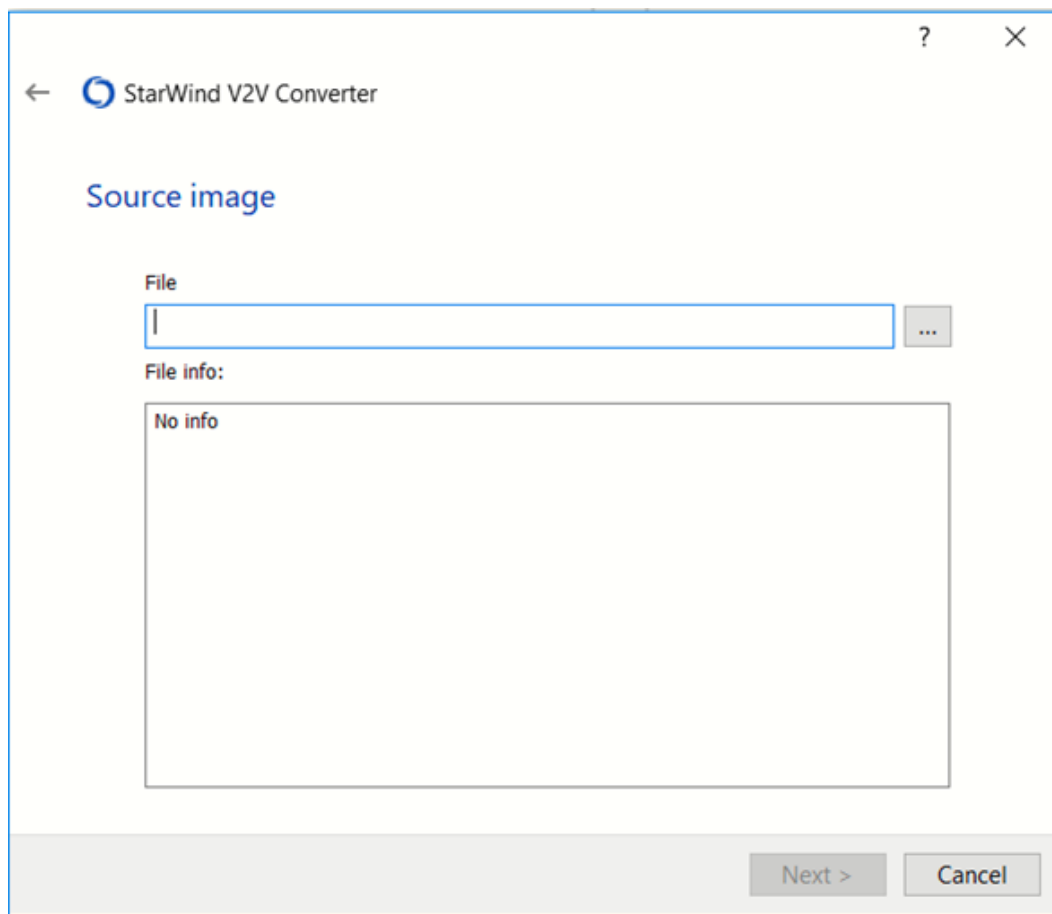 ?
StarWind V2V Converter
Source image
File
...
File info:
No info
Next >
Cancel